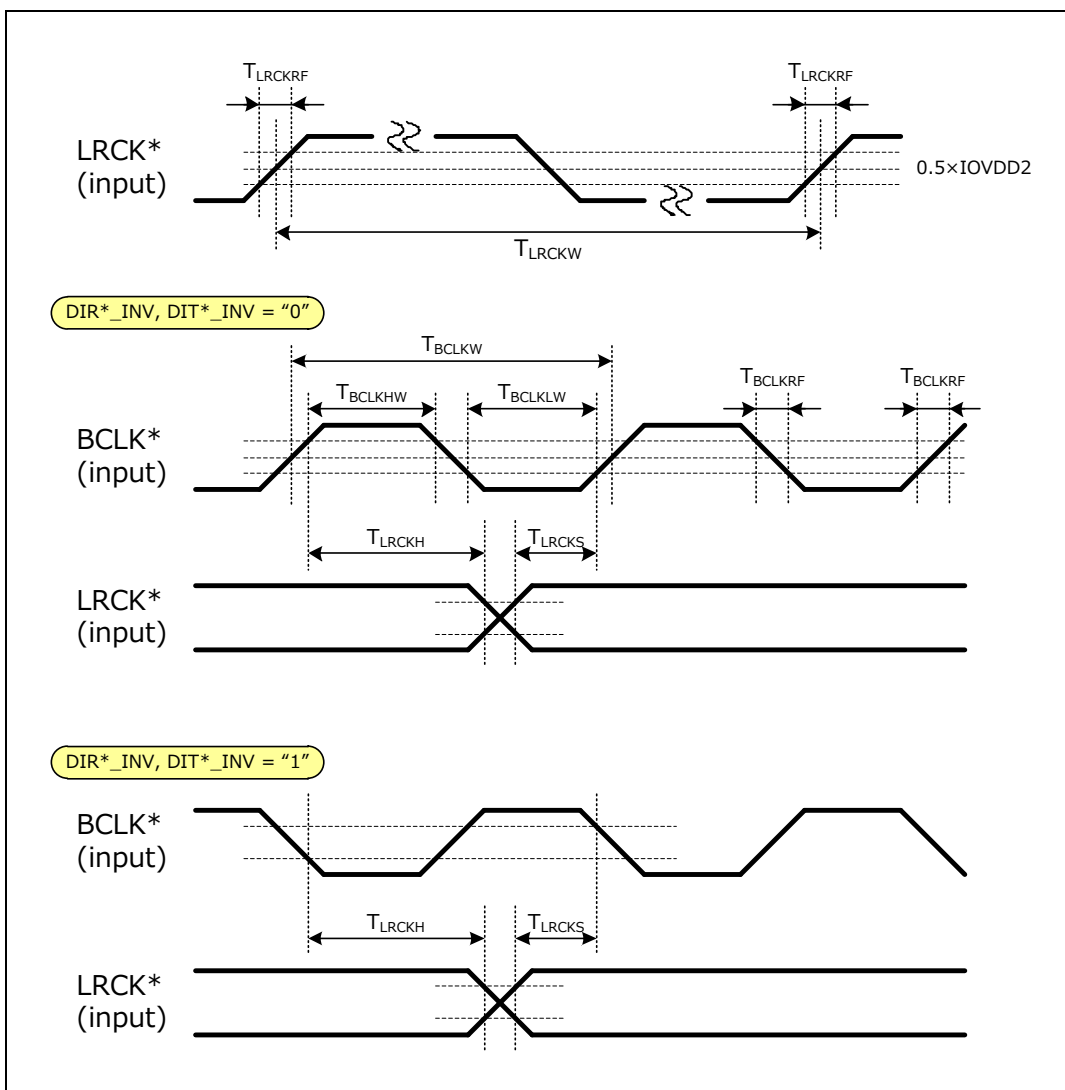 TLRCKRF TLRCKRF
LRCK*
(input)
0.5×IOVDD2
TLRCKW
DIR*_INV, DIT*_INV = “0”
TBCLKW
TBCLKHW TBCLKLW TBCLKRF TBCLKRF
BCLK*
(input)
TLRCKH TLRCKS
LRCK*
(input)
DIR*_INV, DIT*_INV = “1”
BCLK*
(input)
TLRCKH TLRCKS
LRCK*
(input)